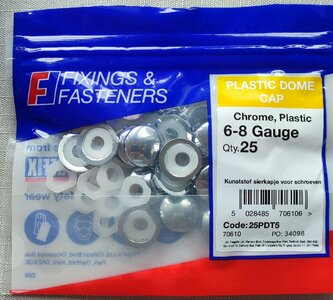 F FIXINGS &
FASTENERS
PLASTIC DOME
CAP
Chrome, Plastic
6-8 Gauge
Qty. 25
Kunststof sierkapje voor schroeven
5 028485 706106 >
Code: 25PDT5
70610 PO: 34098